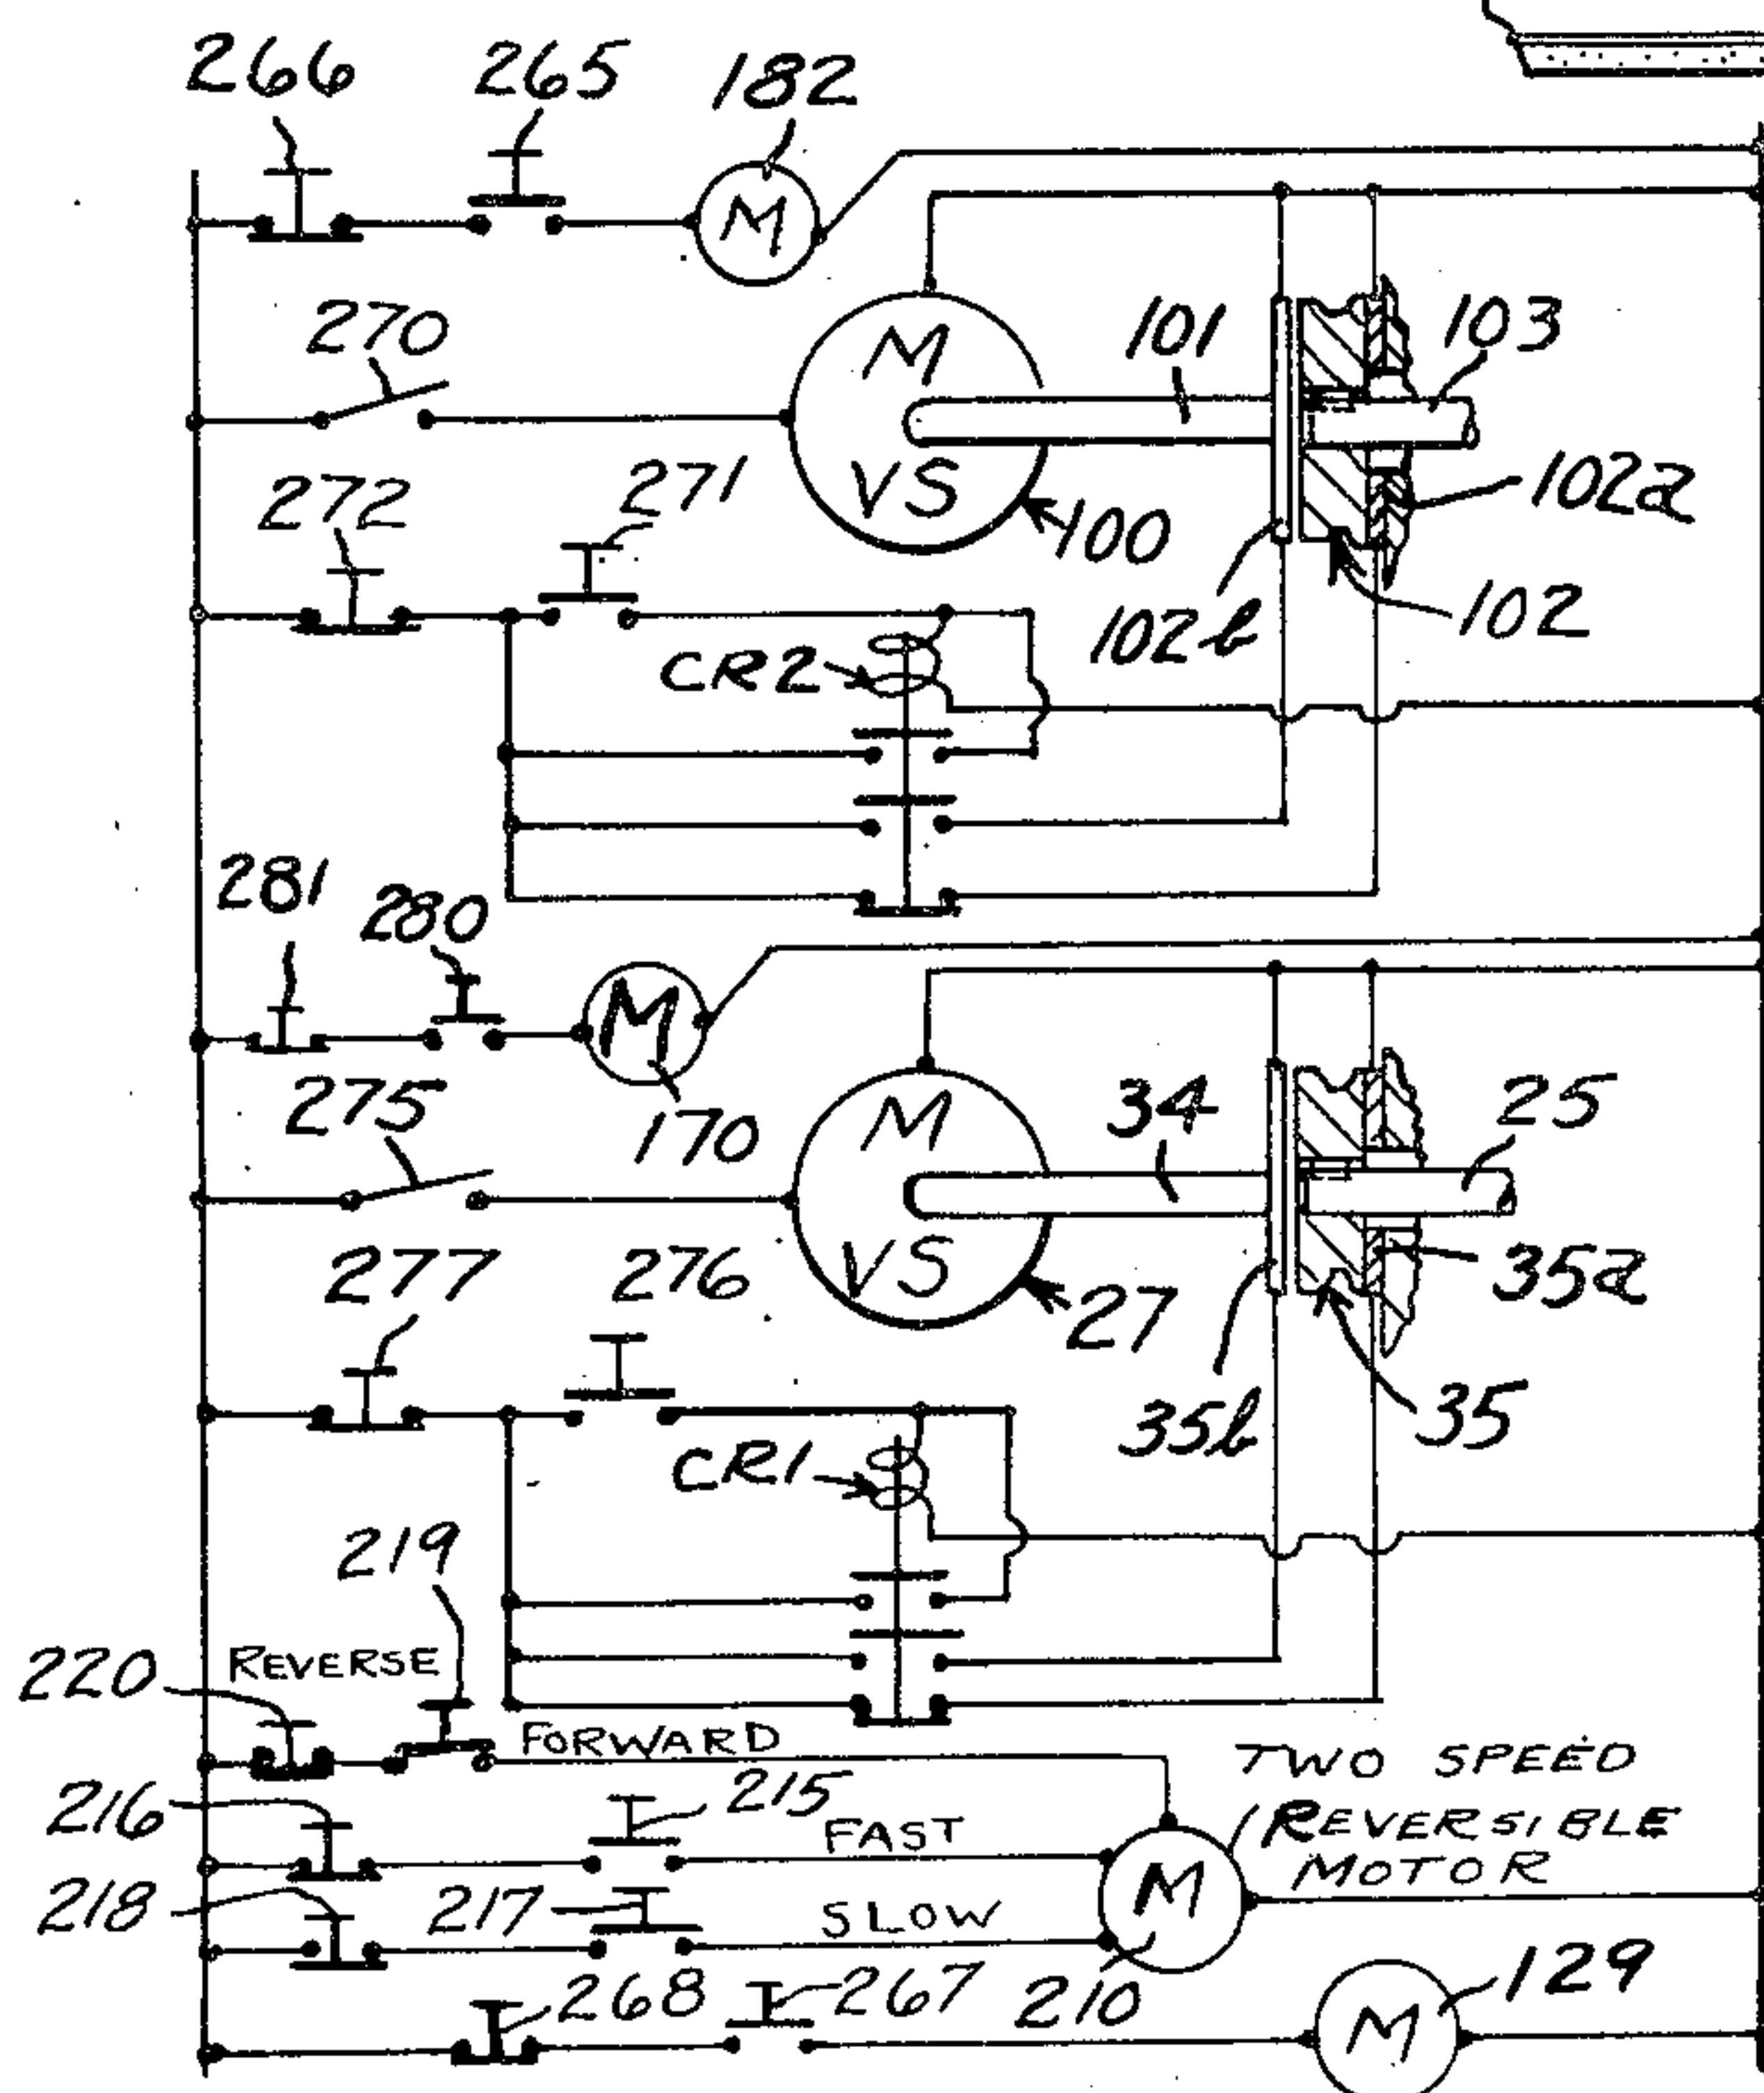 266 265 182
M
270 101 103
M
VS
272 271 100 102a
102b 102
CR2
281 280
M
275 170 34 25
M
VS
277 276 27 35a
35b 35
CR1
219
220 REVERSE
FORWARD
216 215 FAST
TWO SPEED
REVERSIBLE
MOTOR
M
218 217 SLOW
268 267 210 129
M